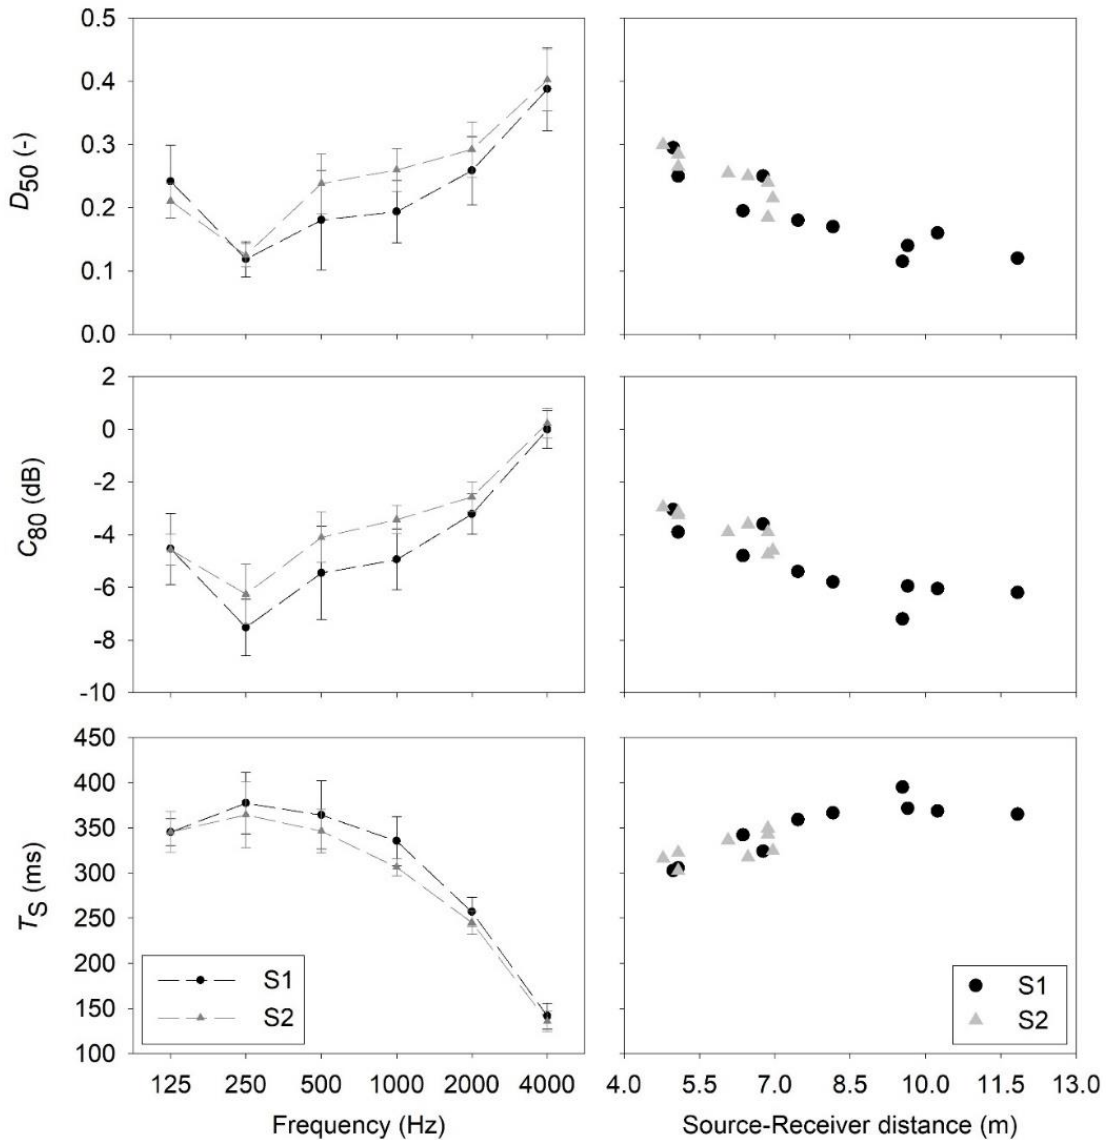 0.5
0.4
0.3
0.2
0.1
0.0
D50 (-)
2
0
-2
-4
-6
-8
-10
C80 (dB)
450
400
350
300
250
200
150
100
TS (ms)
S1
S2
S1
S2
125 250 500 1000 2000 4000
4.0 5.5 7.0 8.5 10.0 11.5 13.0
Frequency (Hz)
Source-Receiver distance (m)